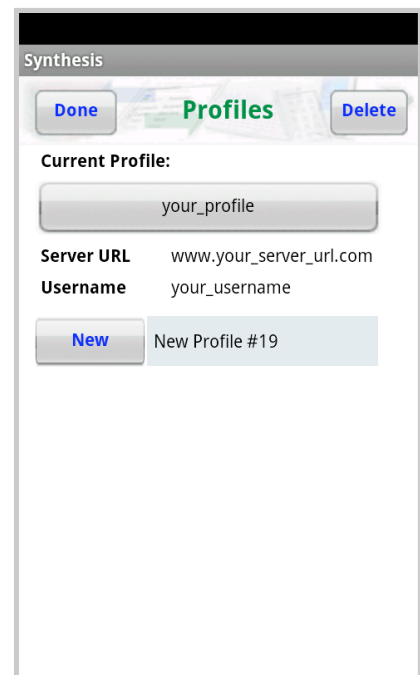 Synthesis
Done Profiles Delete
Current Profile:
your_profile
Server URL www.your_server_url.com
Username your_username
New New Profile #19